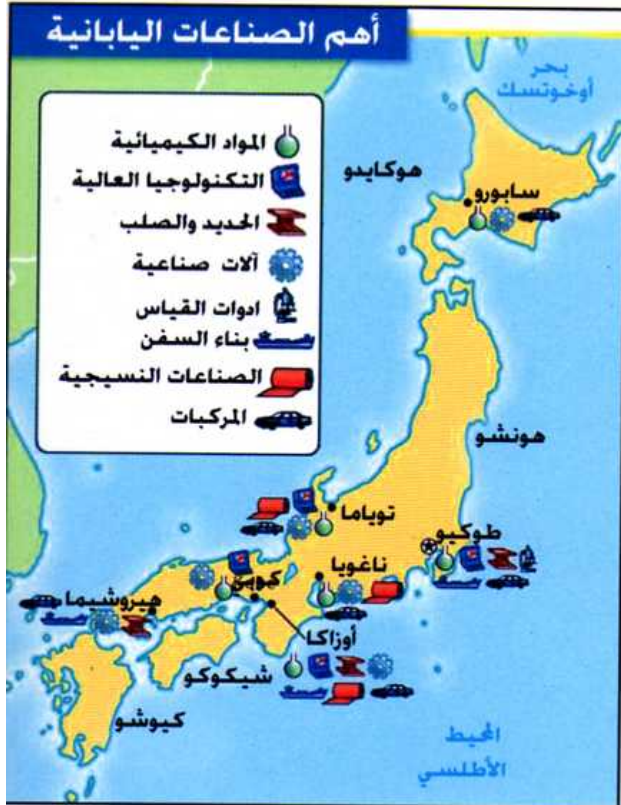 أهم الصناعات اليابانية
بحر
أوخوتسك
المواد الكيميائية
التكنولوجيا العالية
الحديد والصلب
آلات صناعية
ادوات القياس
بناء السفن
الصناعات النسيجية
المركبات
هوكايدو
سابورو
هونشو
توياما
طوكيو
ناغويا
كوبي
هيروشيما
أوزاكا
شيكوكو
كيوشو
المحيط
الأطلسي